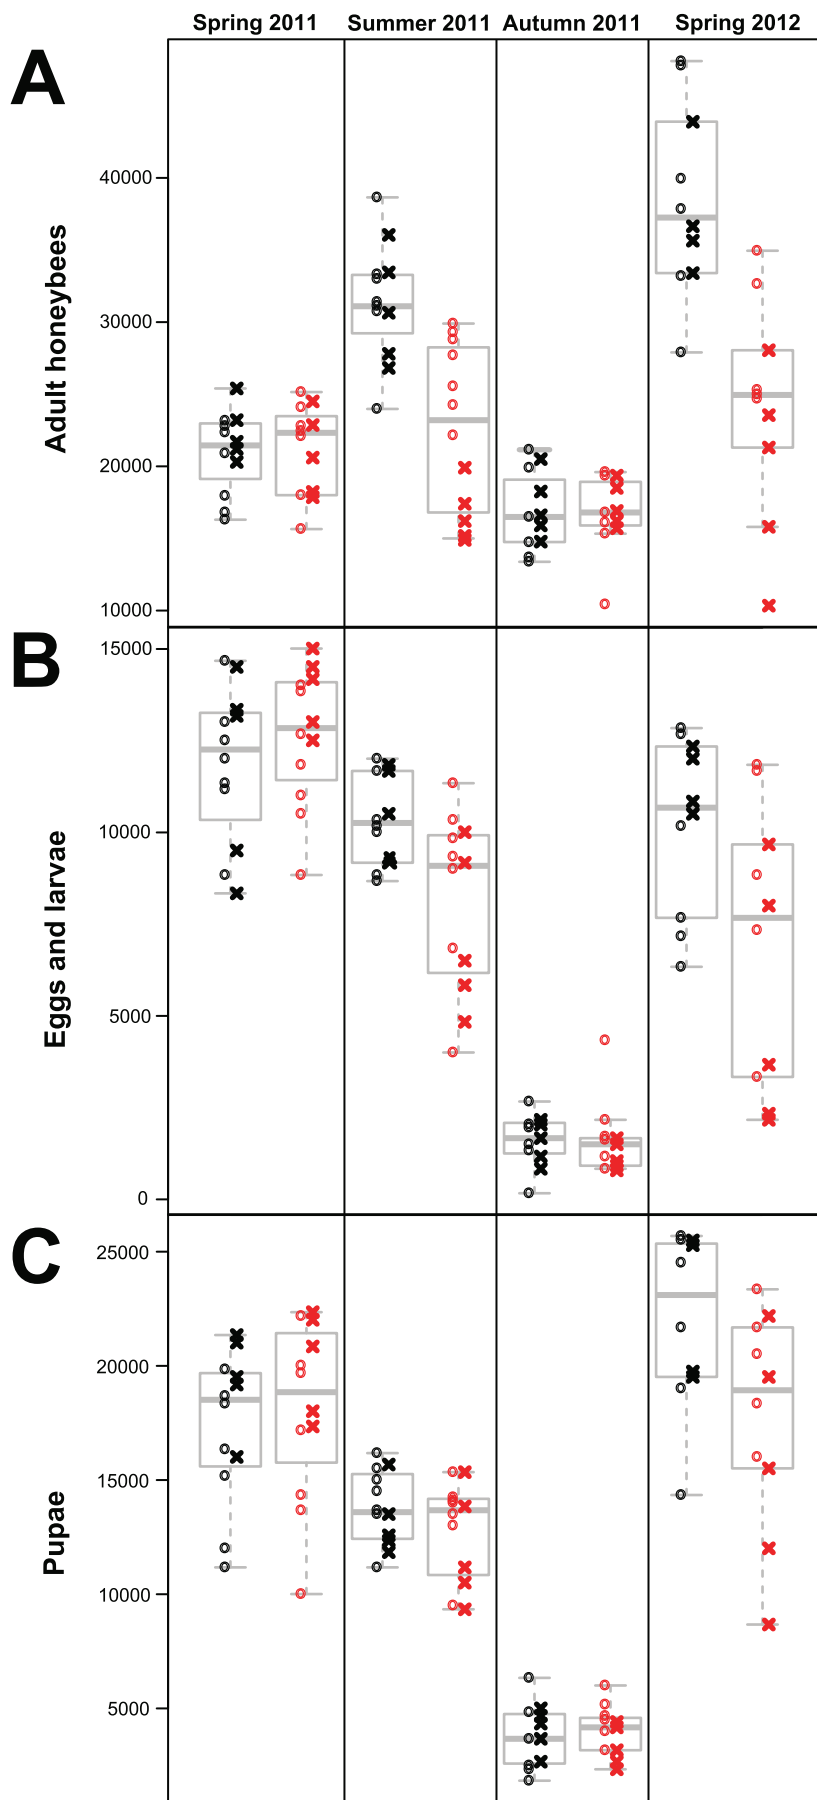 Spring 2011 Summer 2011 Autumn 2011 Spring 2012
A
Adult honeybees
40000
30000
20000
10000
B
Eggs and larvae
15000
10000
5000
0
C
Pupae
25000
20000
15000
10000
5000